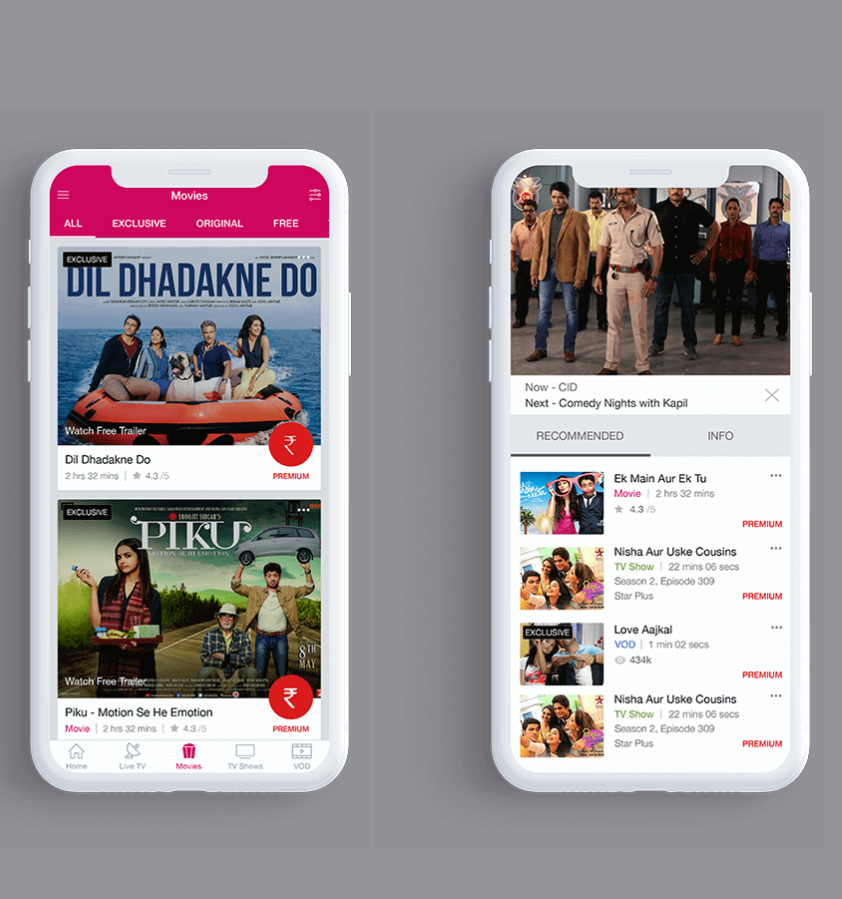 Movies
ALL EXCLUSIVE ORIGINAL FREE
EXCLUSIVE
DIL DHADAKNE DO
Watch Free Trailer
₹
Dil Dhadakne Do
2 hrs 32 mins | 4.3 /5
PREMIUM
EXCLUSIVE
SHOOJIT SIRCAR'S
PIKU
MOTION SE HE EMOTION
8TH
MAY
Watch Free Trailer
₹
Piku - Motion Se He Emotion
Movie | 2 hrs 32 mins | 4.3 /5
PREMIUM
Home Live TV Movies TV Shows VOD
Now - CID
Next - Comedy Nights with Kapil
RECOMMENDED INFO
Ek Main Aur Ek Tu
Movie | 2 hrs 32 mins
4.3 /5
PREMIUM
Nisha Aur Uske Cousins
TV Show | 22 mins 06 secs
Season 2, Episode 309
Star Plus
PREMIUM
EXCLUSIVE
Love Aajkal
VOD | 1 min 02 secs
434k
PREMIUM
Nisha Aur Uske Cousins
TV Show | 22 mins 06 secs
Season 2, Episode 309
Star Plus
PREMIUM